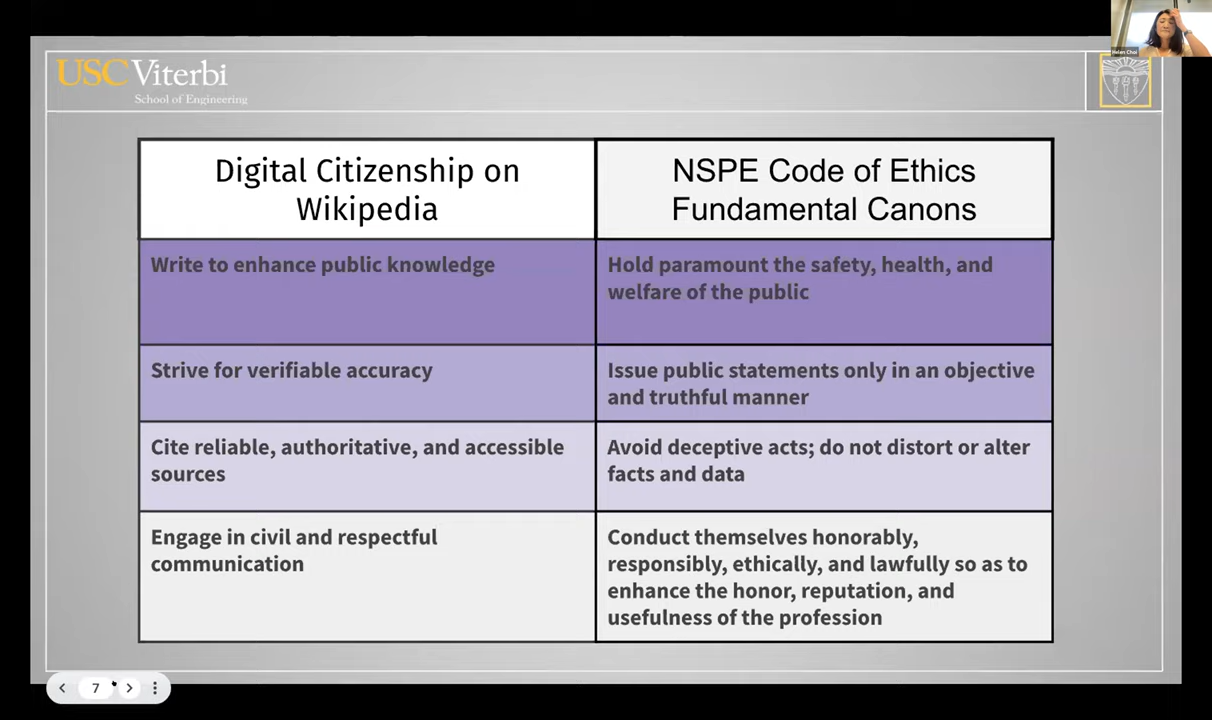 Helen Choi
USC Viterbi
School of Engineering
Digital Citizenship on
Wikipedia
NSPE Code of Ethics
Fundamental Canons
Write to enhance public knowledge
Hold paramount the safety, health, and
welfare of the public
Strive for verifiable accuracy
Issue public statements only in an objective
and truthful manner
Cite reliable, authoritative, and accessible
sources
Avoid deceptive acts; do not distort or alter
facts and data
Engage in civil and respectful
communication
Conduct themselves honorably,
responsibly, ethically, and lawfully so as to
enhance the honor, reputation, and
usefulness of the profession
7